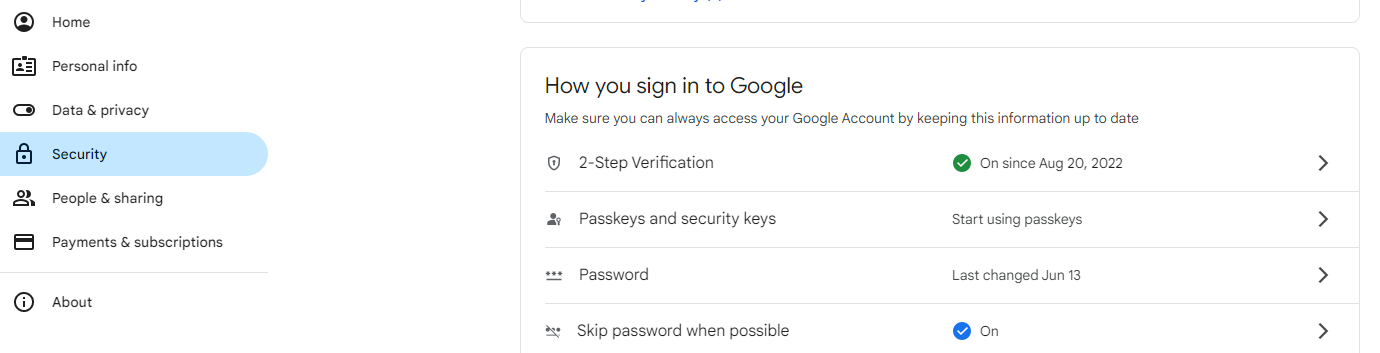 Home
Personal info
Data & privacy
Security
People & sharing
Payments & subscriptions
About
How you sign in to Google
Make sure you can always access your Google Account by keeping this information up to date
2-Step Verification On since Aug 20, 2022
Passkeys and security keys Start using passkeys
Password Last changed Jun 13
Skip password when possible On